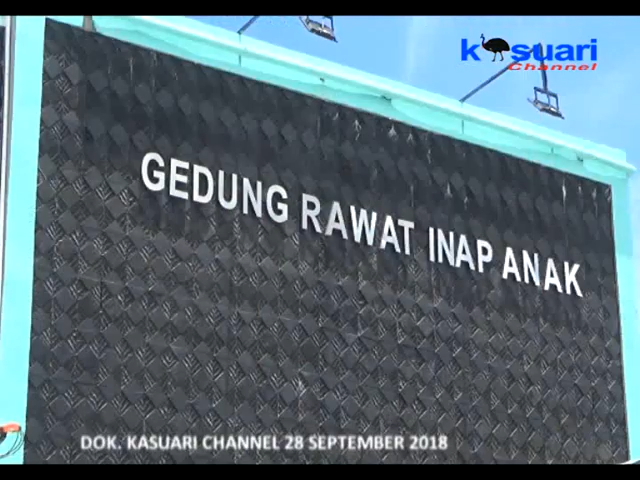 kasuari
Channel
GEDUNG RAWAT INAP ANAK
DOK. KASUARI CHANNEL 28 SEPTEMBER 2018